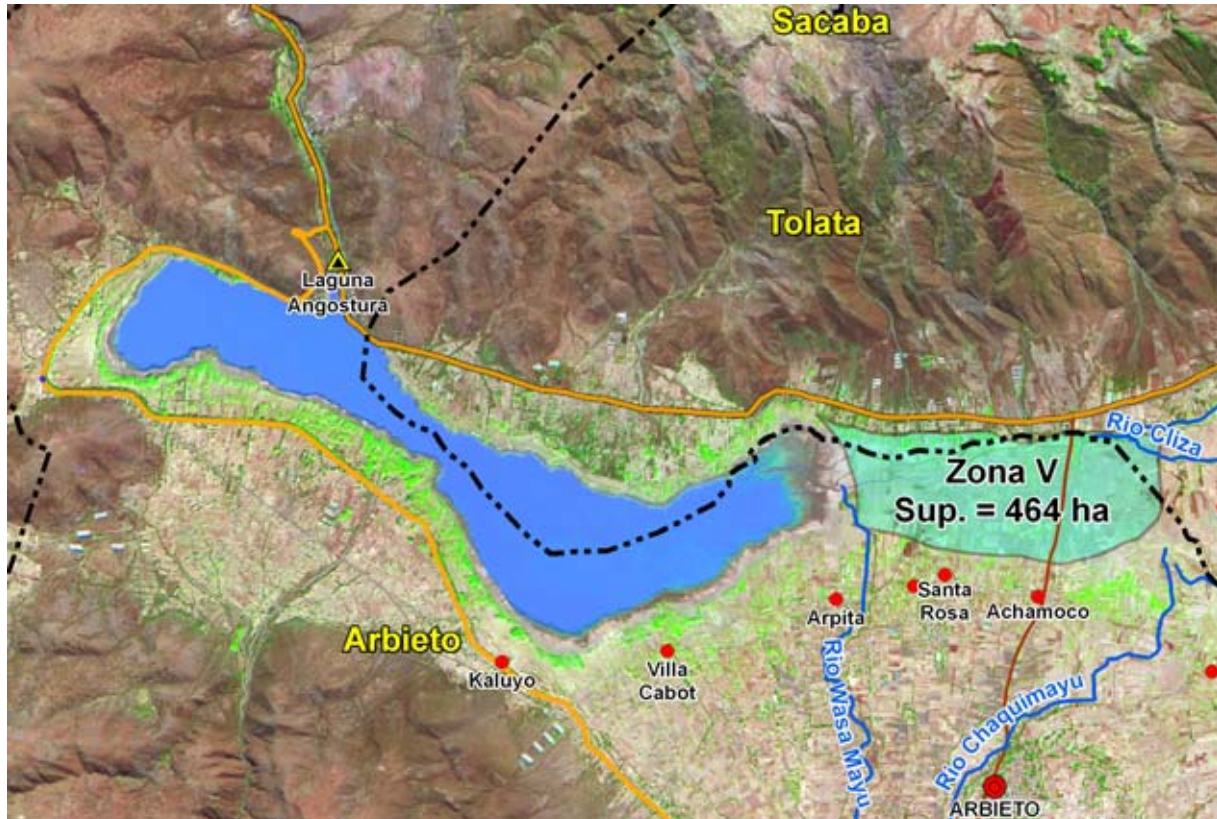 Sacaba
Tolata
Laguna
Angostura
Rio Cliza
Zona V
Sup. = 464 ha
Arpita
Santa
Rosa
Achamoco
Arbieto
Kaluyo
Villa
Cabot
Rio Wasa Mayu
Rio Chaquimayu
ARBIETO